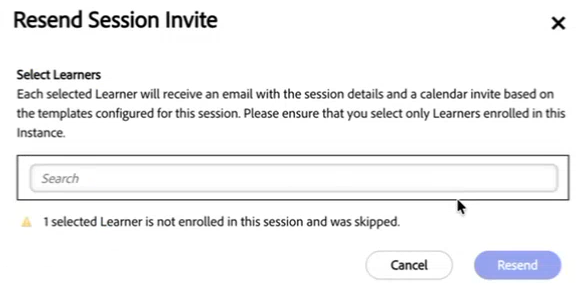 Resend Session Invite
Select Learners
Each selected Learner will receive an email with the session details and a calendar invite based on
the templates configured for this session. Please ensure that you select only Learners enrolled in this
Instance.
Search
1 selected Learner is not enrolled in this session and was skipped.
Cancel Resend